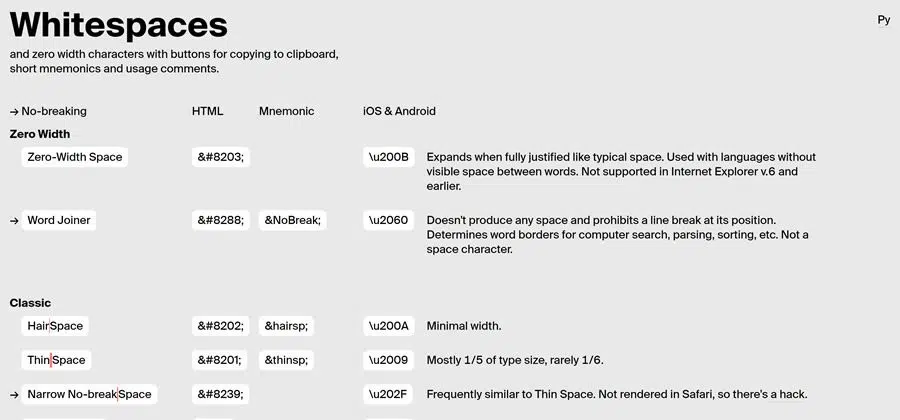 Whitespaces
Py
and zero width characters with buttons for copying to clipboard,
short mnemonics and usage comments.
→ No-breaking HTML Mnemonic iOS & Android
Zero Width
Zero-Width Space &#8203; \u200B Expands when fully justified like typical space. Used with languages without
visible space between words. Not supported in Internet Explorer v.6 and
earlier.
→ Word Joiner &#8288; &NoBreak; \u2060 Doesn't produce any space and prohibits a line break at its position.
Determines word borders for computer search, parsing, sorting, etc. Not a
space character.
Classic
Hair Space &#8202; &hairsp; \u200A Minimal width.
Thin Space &#8201; &thinsp; \u2009 Mostly 1/5 of type size, rarely 1/6.
→ Narrow No-break Space &#8239; \u202F Frequently similar to Thin Space. Not rendered in Safari, so there's a hack.